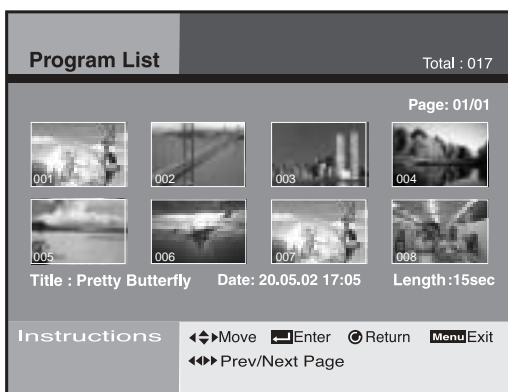 Program List
Total : 017
Page: 01/01
001 002 003 004
005 006 007 008
Title : Pretty Butterfly Date: 20.05.02 17:05 Length:15sec
Instructions Move Enter Return Menu Exit
Prev/Next Page